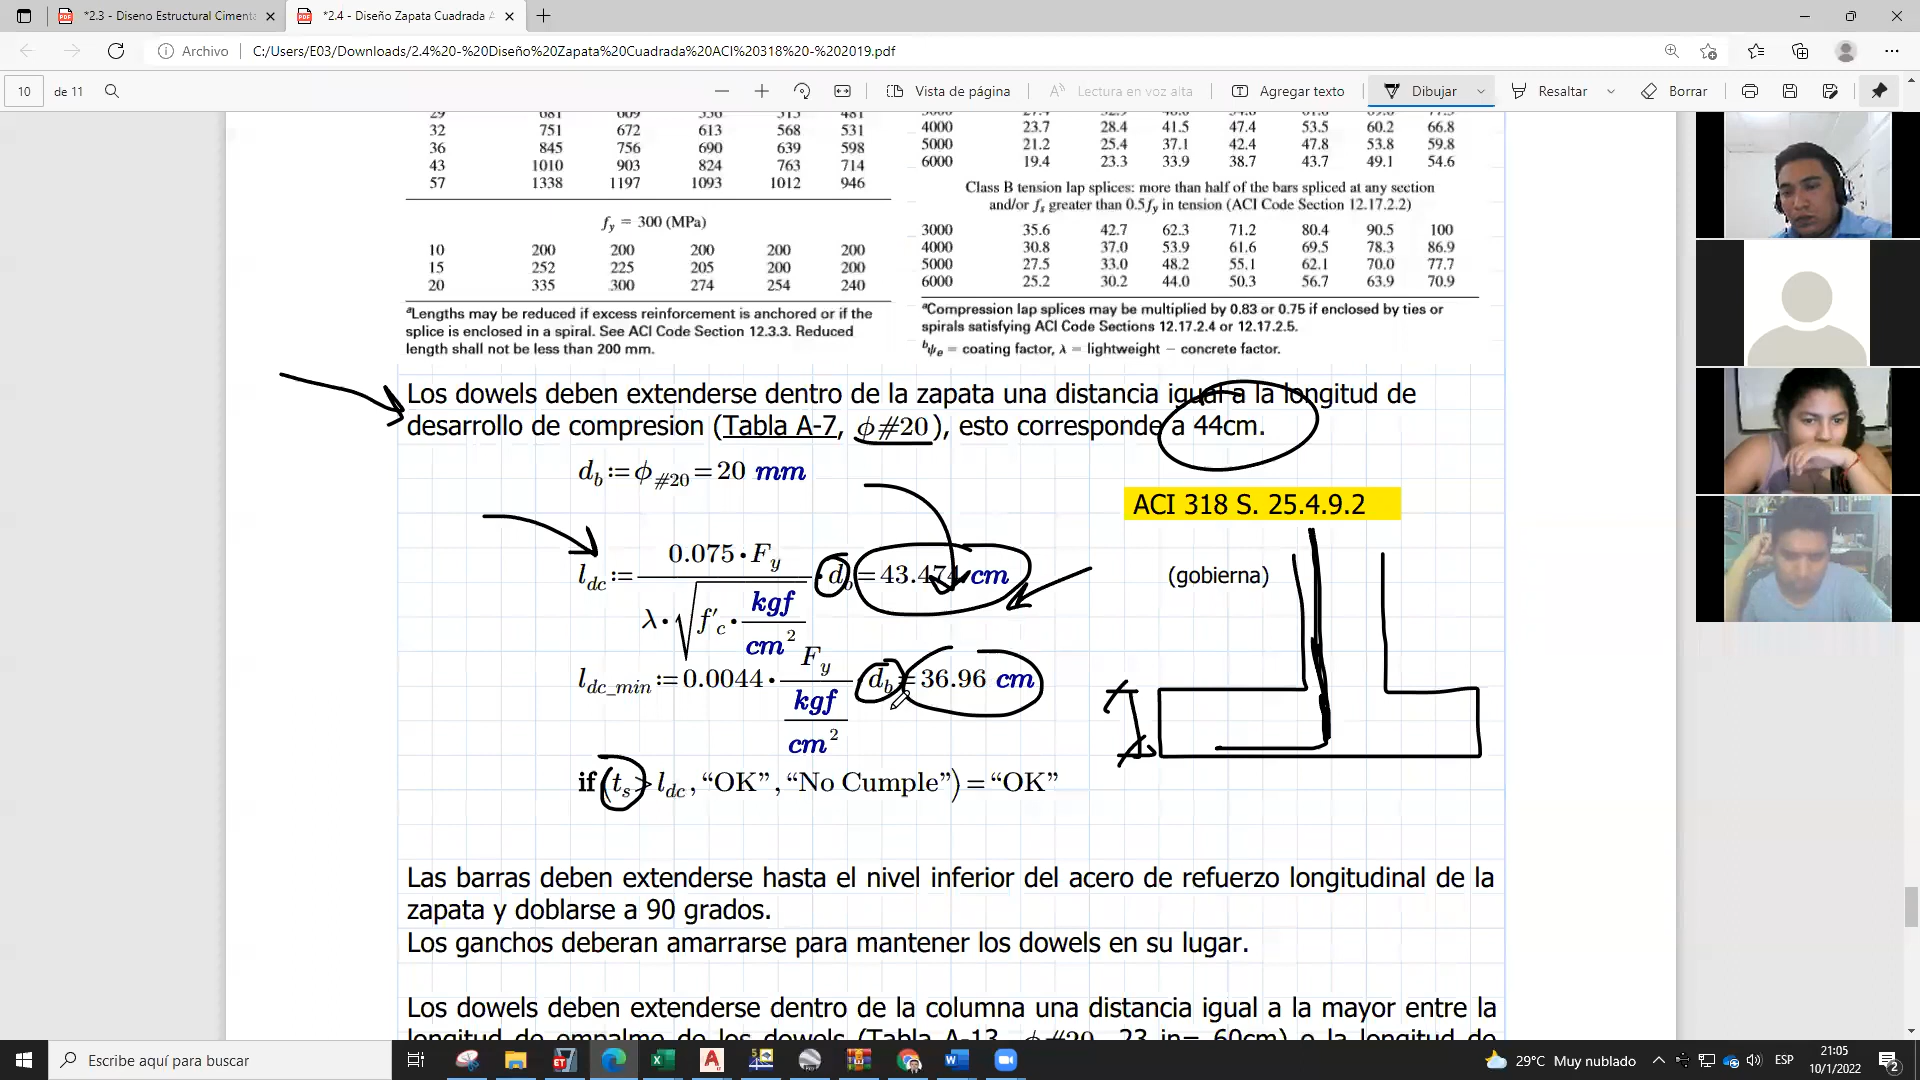 *2.3 - Diseno Estructural Cimenta
*2.4 - Diseño Zapata Cuadrada A
Archivo
C:/Users/E03/Downloads/2.4%20-%20Diseño%20Zapata%20Cuadrada%20ACI%20318%20-%202019.pdf
10 de 11
Vista de página
Lectura en voz alta
Agregar texto
Dibujar
Resaltar
Borrar
32 751 672 613 568 531
36 845 756 690 639 598
43 1010 903 824 763 714
57 1338 1197 1093 1012 946
fy = 300 (MPa)
10 200 200 200 200 200
15 252 225 205 200 200
20 335 300 274 254 240
aLengths may be reduced if excess reinforcement is anchored or if the
splice is enclosed in a spiral. See ACI Code Section 12.3.3. Reduced
length shall not be less than 200 mm.
4000 23.7 28.4 41.5 47.4 53.5 60.2 66.8
5000 21.2 25.4 37.1 42.4 47.8 53.8 59.8
6000 19.4 23.3 33.9 38.7 43.7 49.1 54.6
Class B tension lap splices: more than half of the bars spliced at any section
and/or fs greater than 0.5fy in tension (ACI Code Section 12.17.2.2)
3000 35.6 42.7 62.3 71.2 80.4 90.5 100
4000 30.8 37.0 53.9 61.6 69.5 78.3 86.9
5000 27.5 33.0 48.2 55.1 62.1 70.0 77.7
6000 25.2 30.2 44.0 50.3 56.7 63.9 70.9
aCompression lap splices may be multiplied by 0.83 or 0.75 if enclosed by ties or
spirals satisfying ACI Code Sections 12.17.2.4 or 12.17.2.5.
bψe = coating factor, λ = lightweight − concrete factor.
Los dowels deben extenderse dentro de la zapata una distancia igual a la longitud de
desarrollo de compresion (Tabla A-7, ϕ#20), esto corresponde a 44cm.
db := ϕ#20 = 20 mm
ACI 318 S. 25.4.9.2
ldc := 0.075 • Fy / λ • √f'c • kgf/cm2 • db = 43.474 cm
(gobierna)
ldc_min := 0.0044 • Fy / kgf/cm2 • db = 36.96 cm
if (ts > ldc, “OK”, “No Cumple”) = “OK”
Las barras deben extenderse hasta el nivel inferior del acero de refuerzo longitudinal de la
zapata y doblarse a 90 grados.
Los ganchos deberan amarrarse para mantener los dowels en su lugar.
Los dowels deben extenderse dentro de la columna una distancia igual a la mayor entre la
longitud de empalme de los dowels (Tabla A-13, ϕ#20, 23 in= 60cm) o la longitud de
Escribe aquí para buscar
29°C Muy nublado
ESP
21:05
10/1/2022
2